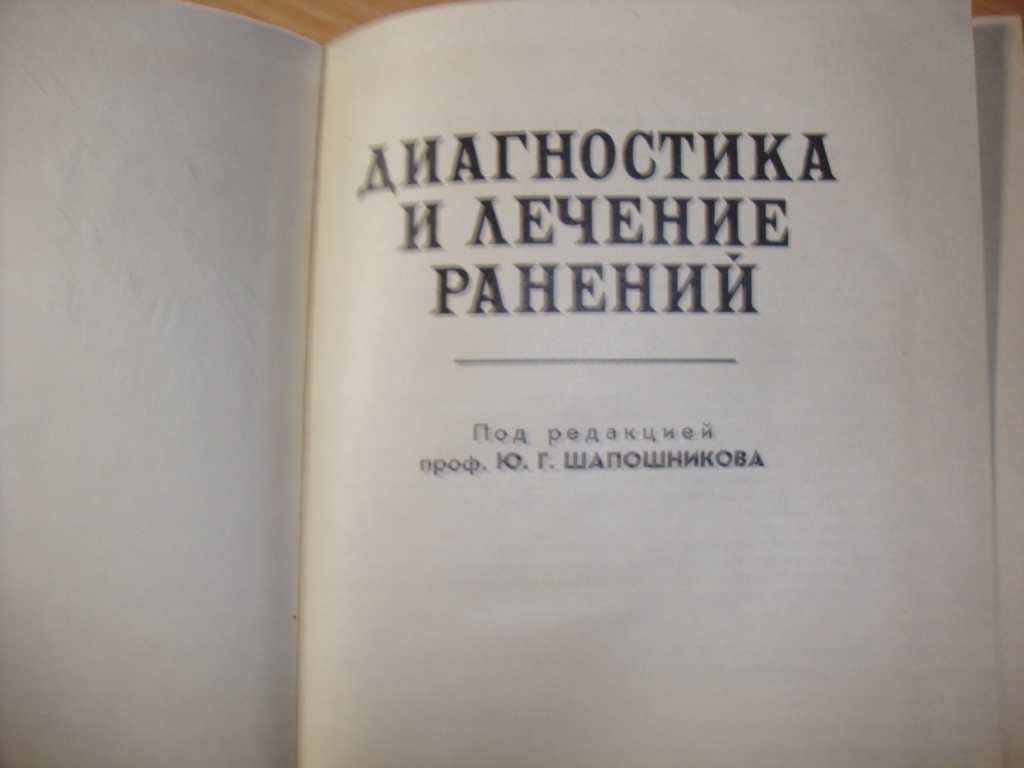 ДИАГНОСТИКА
И ЛЕЧЕНИЕ
РАНЕНИЙ
Под редакцией
проф. Ю. Г. ШАПОШНИКОВА